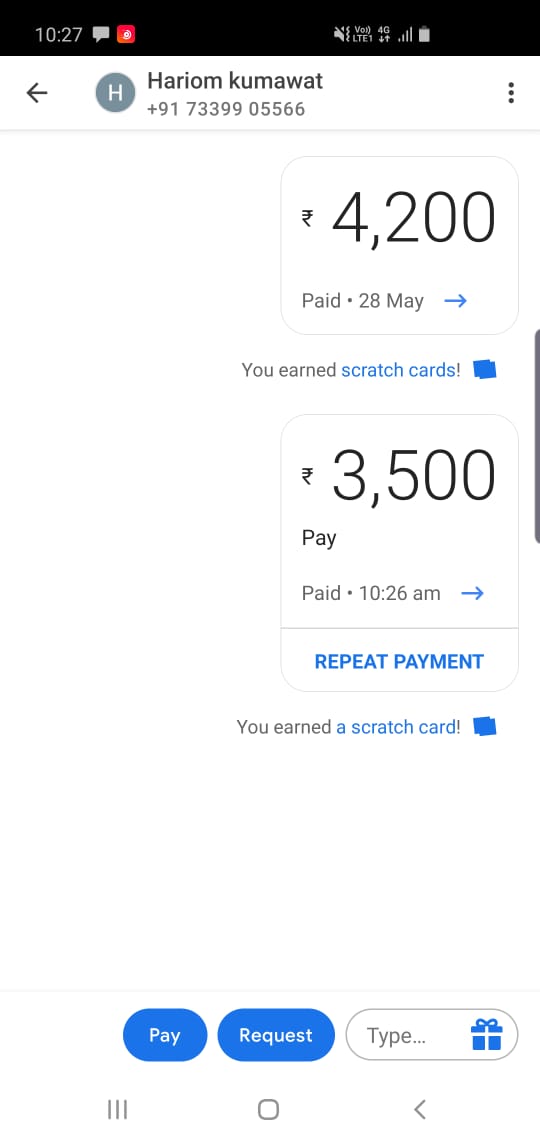 10:27
Vo)) 4G
LTE1
H
Hariom kumawat
+91 73399 05566
₹ 4,200
Paid • 28 May
You earned scratch cards!
₹ 3,500
Pay
Paid • 10:26 am
REPEAT PAYMENT
You earned a scratch card!
Pay
Request
Type...